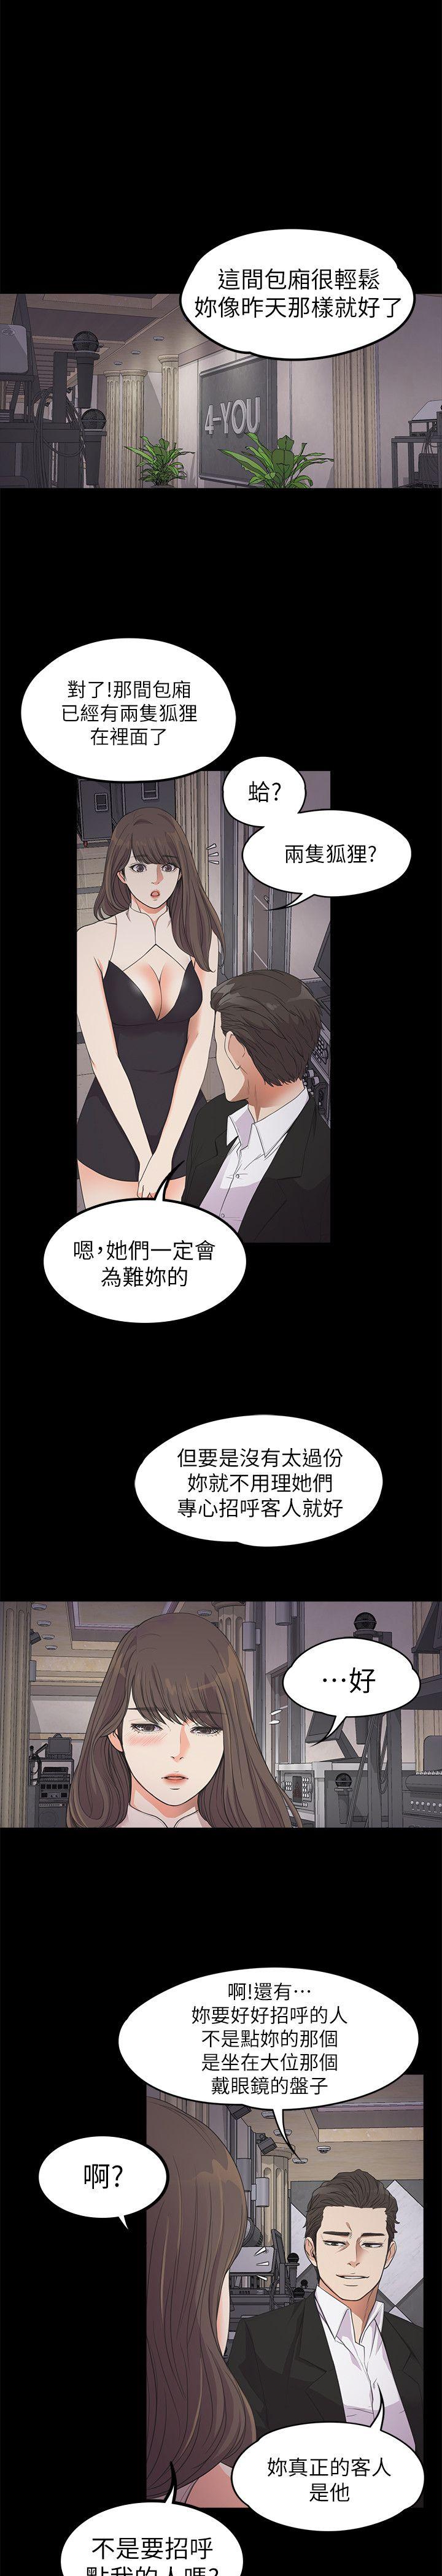 這間包廂很輕鬆
妳像昨天那樣就好了
4-YOU
對了!那間包廂
已經有兩隻狐狸
在裡面了
蛤?
兩隻狐狸?
嗯,她們一定會
為難妳的
但要是沒有太過份
妳就不用理她們
專心招呼客人就好
…好
啊!還有…
妳要好好招呼的人
不是點妳的那個
是坐在大位那個
戴眼鏡的盤子
啊?
妳真正的客人
是他
不是要招呼
點我的人嗎?